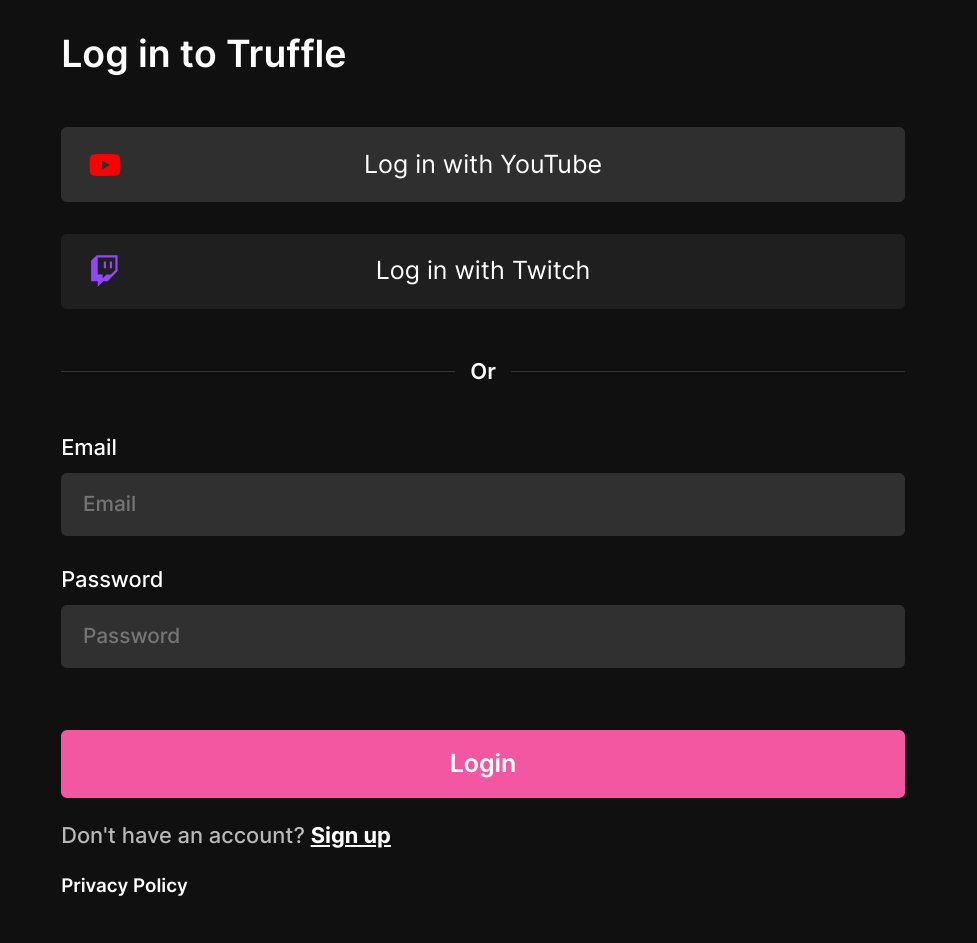 Log in to Truffle
Log in with YouTube
Log in with Twitch
Or
Email
Email
Password
Password
Login
Don't have an account? Sign up
Privacy Policy